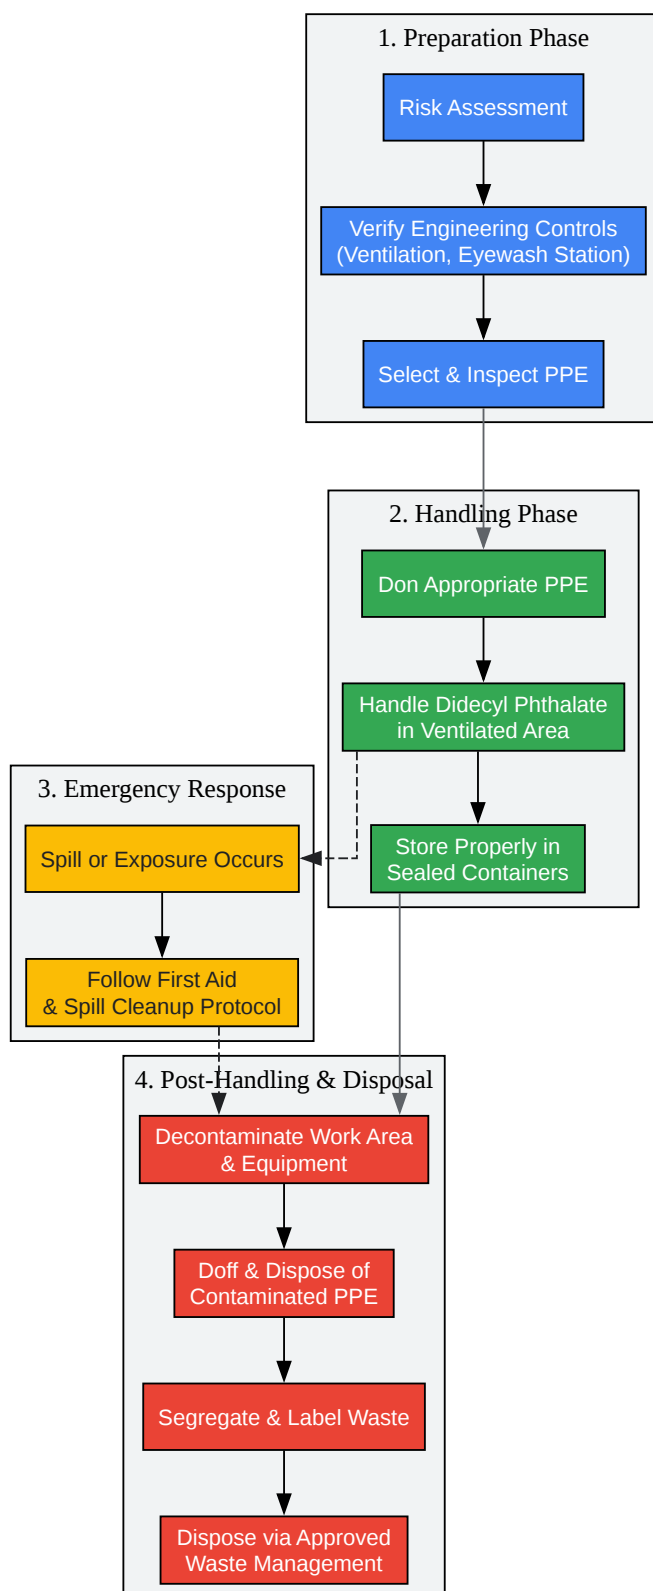 1. Preparation Phase
Risk Assessment
Verify Engineering Controls
(Ventilation, Eyewash Station)
Select & Inspect PPE
2. Handling Phase
Don Appropriate PPE
Handle Didecyl Phthalate
in Ventilated Area
Store Properly in
Sealed Containers
3. Emergency Response
Spill or Exposure Occurs
Follow First Aid
& Spill Cleanup Protocol
4. Post-Handling & Disposal
Decontaminate Work Area
& Equipment
Doff & Dispose of
Contaminated PPE
Segregate & Label Waste
Dispose via Approved
Waste Management